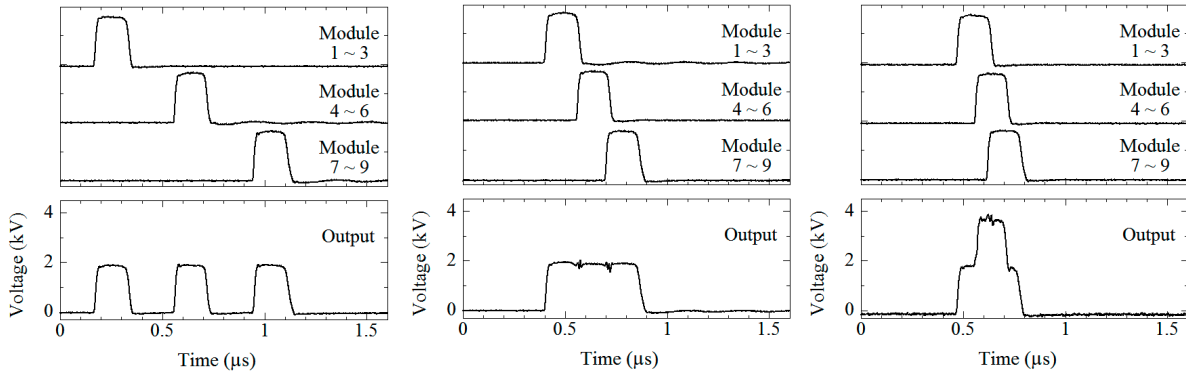 Module
1 ~ 3
Module
4 ~ 6
Module
7 ~ 9
Voltage (kV)
4
2
0
Output
0 0.5 1 1.5
Time (µs)
Module
1 ~ 3
Module
4 ~ 6
Module
7 ~ 9
Voltage (kV)
4
2
0
Output
0 0.5 1 1.5
Time (µs)
Module
1 ~ 3
Module
4 ~ 6
Module
7 ~ 9
Voltage (kV)
4
2
0
Output
0 0.5 1 1.5
Time (µs)